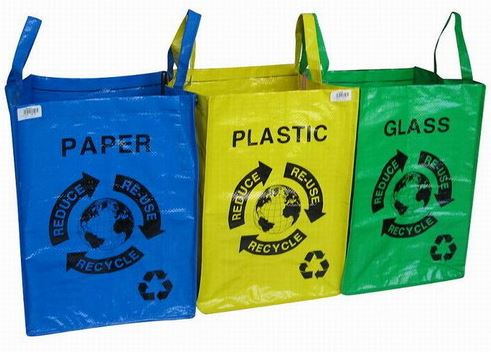 PAPER
REDUCE
RE-USE
RECYCLE
PLASTIC
REDUCE
RE-USE
RECYCLE
GLASS
REDUCE
RE-USE
RECYCLE